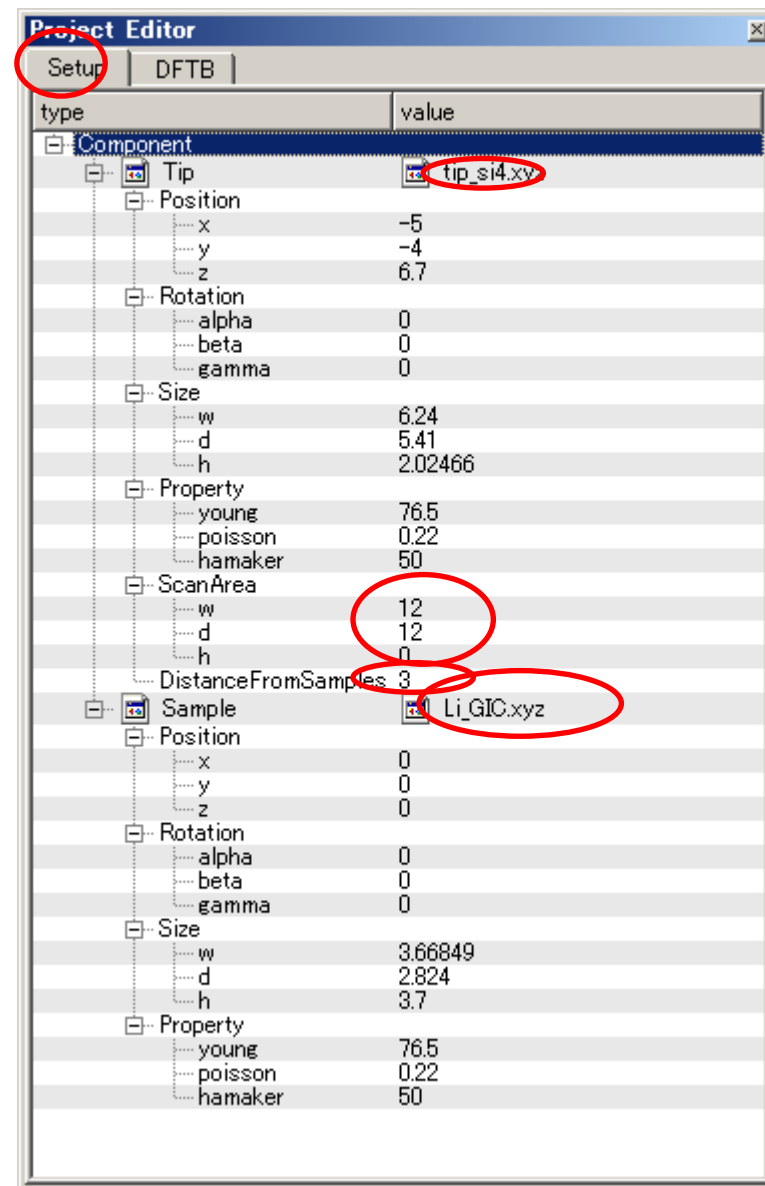 Project Editor
Setup DFTB
type value
Component
Tip tip_si4.xyz
Position
x -5
y -4
z 6.7
Rotation
alpha 0
beta 0
gamma 0
Size
w 6.24
d 5.41
h 2.02466
Property
young 76.5
poisson 0.22
hamaker 50
ScanArea
w 12
d 12
h 0
DistanceFromSamples 3
Sample Li_GIC.xyz
Position
x 0
y 0
z 0
Rotation
alpha 0
beta 0
gamma 0
Size
w 3.66849
d 2.824
h 3.7
Property
young 76.5
poisson 0.22
hamaker 50